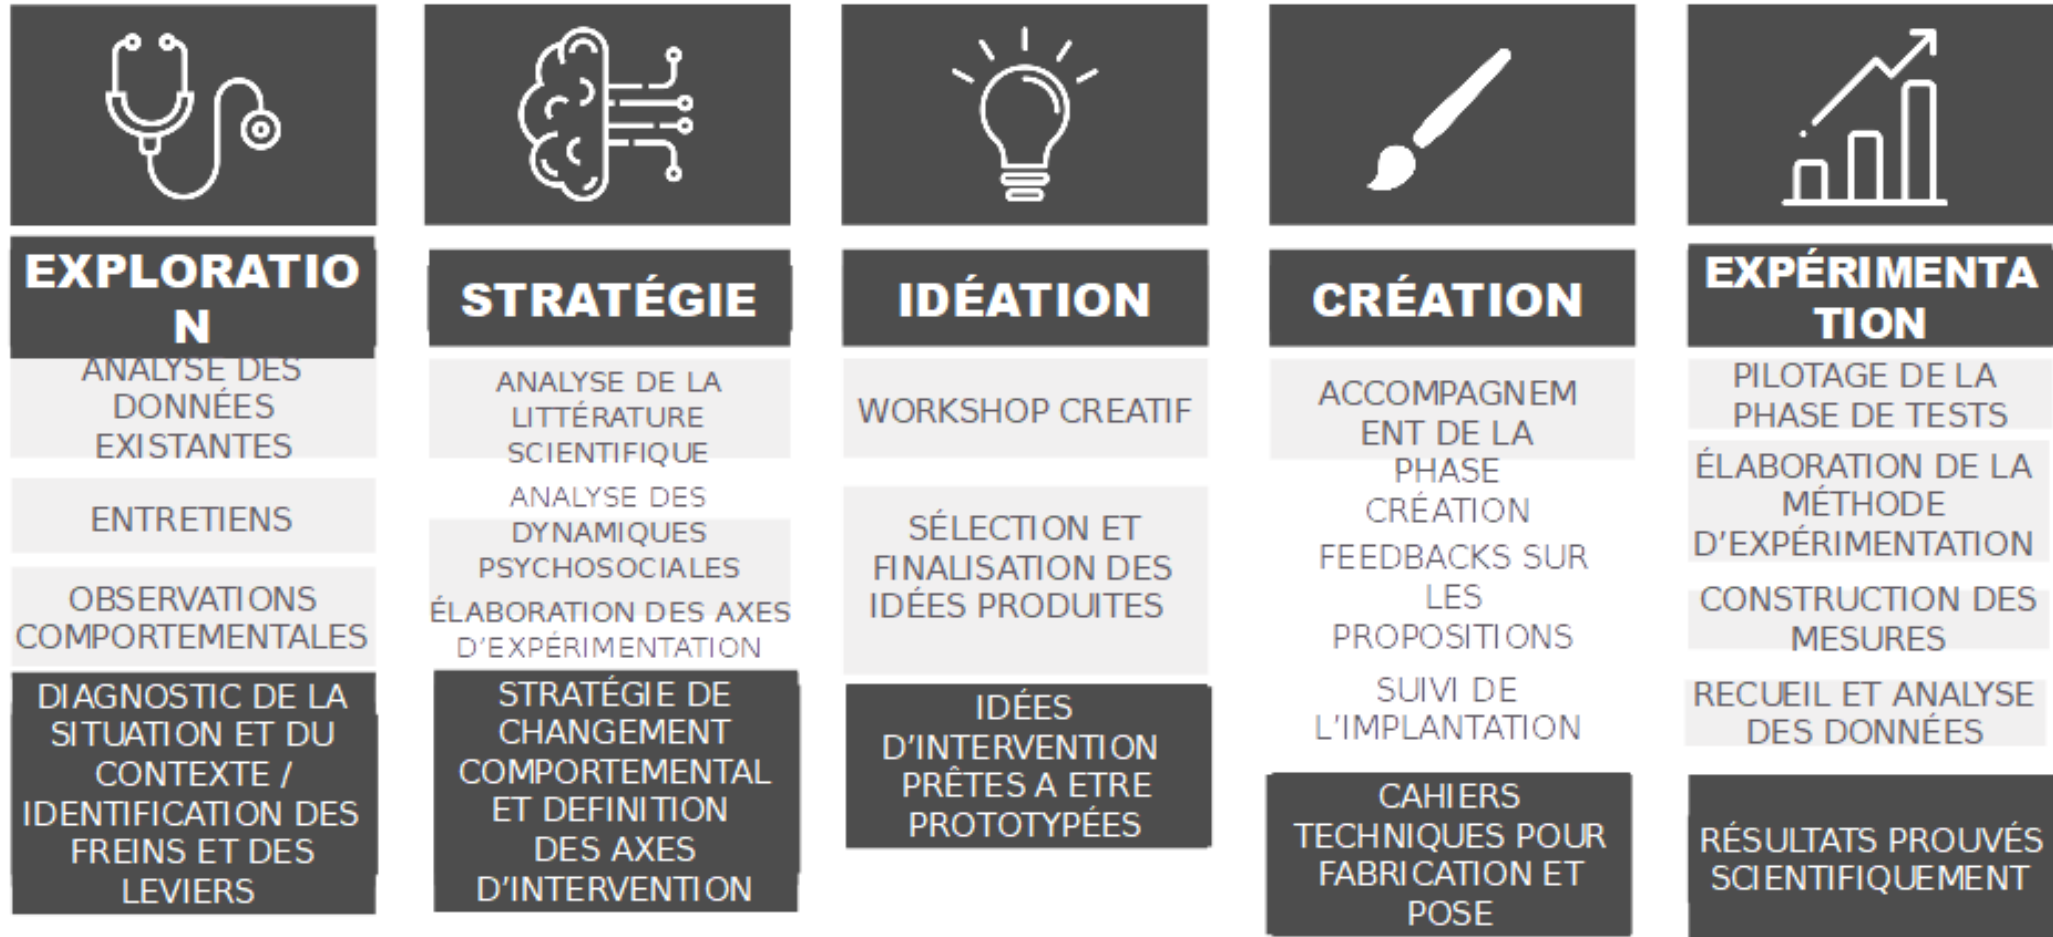 EXPLORATIO
N
ANALYSE DES
DONNÉES
EXISTANTES
ENTRETIENS
OBSERVATIONS
COMPORTEMENTALES
DIAGNOSTIC DE LA
SITUATION ET DU
CONTEXTE /
IDENTIFICATION DES
FREINS ET DES
LEVIERS
STRATÉGIE
ANALYSE DE LA
LITTÉRATURE
SCIENTIFIQUE
ANALYSE DES
DYNAMIQUES
PSYCHOSOCIALES
ÉLABORATION DES AXES
D’EXPÉRIMENTATION
STRATÉGIE DE
CHANGEMENT
COMPORTEMENTAL
ET DEFINITION
DES AXES
D’INTERVENTION
IDÉATION
WORKSHOP CREATIF
SÉLECTION ET
FINALISATION DES
IDÉES PRODUITES
IDÉES
D’INTERVENTION
PRÊTES A ETRE
PROTOTYPÉES
CRÉATION
ACCOMPAGNEM
ENT DE LA
PHASE
CRÉATION
FEEDBACKS SUR
LES
PROPOSITIONS
SUIVI DE
L’IMPLANTATION
CAHIERS
TECHNIQUES POUR
FABRICATION ET
POSE
EXPÉRIMENTA
TION
PILOTAGE DE LA
PHASE DE TESTS
ÉLABORATION DE LA
MÉTHODE
D’EXPÉRIMENTATION
CONSTRUCTION DES
MESURES
RECUEIL ET ANALYSE
DES DONNÉES
RÉSULTATS PROUVÉS
SCIENTIFIQUEMENT